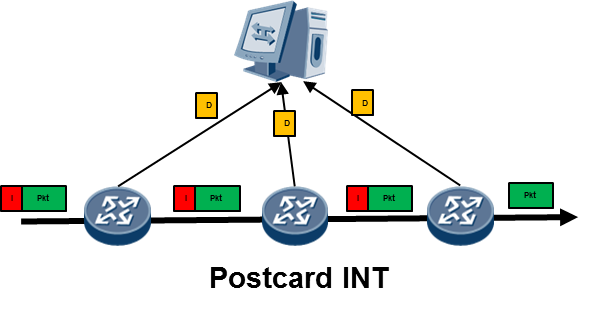 D
D
D
I Pkt
I Pkt
I Pkt
Pkt
Postcard INT